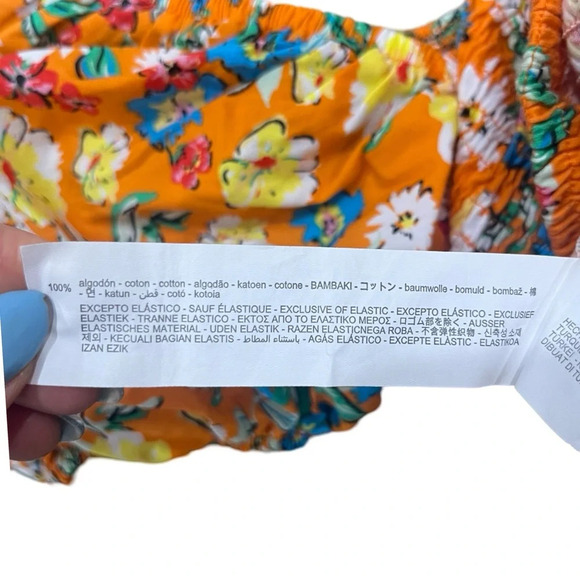 100% algodón - coton - cotton - algodão - katoen - cotone - ΒΑΜΒΑΚΙ - コットン - baumwolle - bomuld - bombaž - 棉
- 면 - katun - قطن - cotó - kotoia
EXCEPTO ELÁSTICO - SAUF ÉLASTIQUE - EXCLUSIVE OF ELASTIC - EXCEPTO ELÁSTICO - EXCLUSIEF
ELASTIEK - TRANNE ELASTICO - ΕΚΤΟΣ ΑΠΟ ΤΟ ΕΛΑΣΤΙΚΟ ΜΕΡΟΣ - ロゴム部を除く - AUSSER
ELASTISCHES MATERIAL - UDEN ELASTIK - RAZEN ELASTICNEGA ROBA - 不含弹性织物 - 신축성 소재
제외 - KECUALI BAGIAN ELASTIS - باستثناء المطاط - AGÁS ELÁSTICO - EXCEPTE ELÀSTIC - ELASTIKOA
IZAN EZIK
DIBUAT DI